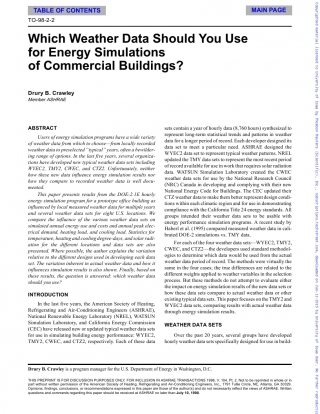 TABLE OF CONTENTS
MAIN PAGE
TO-98-2-2
Which Weather Data Should You Use
for Energy Simulations
of Commercial Buildings?
Drury B. Crawley
Member ASHRAE
ABSTRACT
Users of energy simulation programs have a wide variety
of weather data from which to choose—from locally recorded
weather data to preselected "typical" years, often a bewilder-
ing range of options. In the last five years, several organiza-
tions have developed new typical weather data sets including
WYEC2, TMY2, CWEC, and CTZ2. Unfortunately, neither
how these new data influence energy simulation results nor
how they compare to recorded weather data is well docu-
mented.
This paper presents results from the DOE-2.1E hourly
energy simulation program for a prototype office building as
influenced by local measured weather data for multiple years
and several weather data sets for eight U.S. locations. We
compare the influence of the various weather data sets on
simulated annual energy use and costs and annual peak elec-
trical demand, heating load, and cooling load. Statistics for
temperature, heating and cooling degree-days, and solar radi-
ation for the different locations and data sets are also
presented. Where possible, the author explains the variation
relative to the different designs used in developing each data
set. The variation inherent in actual weather data and how it
influences simulation results is also shown. Finally, based on
these results, the question is answered: which weather data
should you use?
INTRODUCTION
In the last five years, the American Society of Heating,
Refrigerating and Air-Conditioning Engineers (ASHRAE),
National Renewable Energy Laboratory (NREL), WATSUN
Simulation Laboratory, and California Energy Commission
(CEC) have released new or updated typical weather data sets
for use in simulating building energy performance: WYEC2,
TMY2, CWEC, and CTZ2, respectively. Each of these data
sets contain a year of hourly data (8,760 hours) synthesized to
represent long-term statistical trends and patterns in weather
data for a longer period of record. Each developer designed its
data set to meet a particular need. ASHRAE designed the
WYEC2 data set to represent typical weather patterns. NREL
updated the TMY data sets to represent the most recent period
of record available for use in work that requires solar radiation
data. WATSUN Simulation Laboratory created the CWEC
weather data sets for use by the National Research Council
(NRC) Canada in developing and complying with their new
National Energy Code for Buildings. The CEC updated their
CTZ weather data set to make them better represent design condi-
tions within each climatic region and for use in demonstrating
compliance with the California Title 24 energy standards. All
groups intended their weather data sets to be usable with
energy performance simulation programs. A recent study by
Huberl et al. (1995) compared measured weather data in calc-
ulated DOE-2 simulations vs. TMY data.
For each of the four weather data sets—WYEC2, TMY2,
CWEC, and CTZ2—the developers used standard methodol-
ogies to determine which data would be used from the actual
weather data period of record. The methods were virtually the
same in the four cases; the true differences are related to the
different weights applied to weather variables in the selection
process. But these methods do not attempt to evaluate either
the impact on energy simulation results of the new data sets or
how these data sets compare to actual weather data or other
existing typical data sets. This paper focuses on the TMY2 and
WYEC2 data sets, comparing results with actual weather data
through energy simulation results.
WEATHER DATA SETS
Over the past 20 years, several groups have developed
hourly weather data sets specifically designed for use in build-
Drury B. Crawley is a program manager for the U.S. Department of Energy in Washington, D.C.
THIS PREPRINT IS FOR DISCUSSION PURPOSES ONLY, FOR INCLUSION IN ASHRAE TRANSACTIONS 1998, V. 104, Pt. 2. Not to be reprinted in whole or in
part without written permission of the American Society of Heating, Refrigerating and Air-Conditioning Engineers, Inc., 1791 Tullie Circle, NE, Atlanta, GA 30329.
Opinions, findings, conclusions, or recommendations expressed in this paper are those of the author(s) and do not necessarily reflect the views of ASHRAE. Written
questions and comments regarding this paper should be received at ASHRAE no later than July 10, 1998.